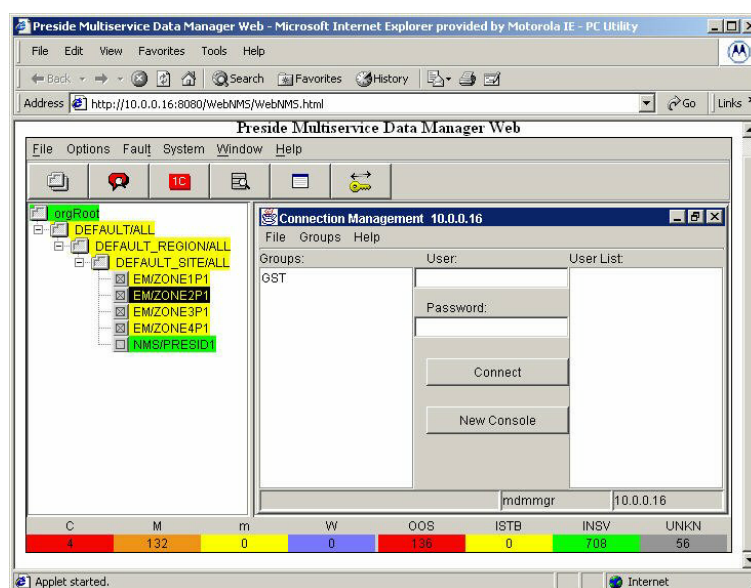 Preside Multiservice Data Manager Web - Microsoft Internet Explorer provided by Motorola IE - PC Utility
File Edit View Favorites Tools Help
Back Search Favorites History
Address http://10.0.0.16:8080/WebNMS/WebNMS.html Go Links
Preside Multiservice Data Manager Web
File Options Fault System Window Help
1C
orgRoot
DEFAULT/ALL
DEFAULT_REGION/ALL
DEFAULT_SITE/ALL
EM/ZONE1P1
EM/ZONE2P1
EM/ZONE3P1
EM/ZONE4P1
NMS/PRESID1
Connection Management 10.0.0.16
File Groups Help
Groups: User: User List:
GST
Password:
Connect
New Console
mdmmgr 10.0.0.16
C M m W OOS ISTB INSV UNKN
4 132 0 0 136 0 708 56
Applet started. Internet